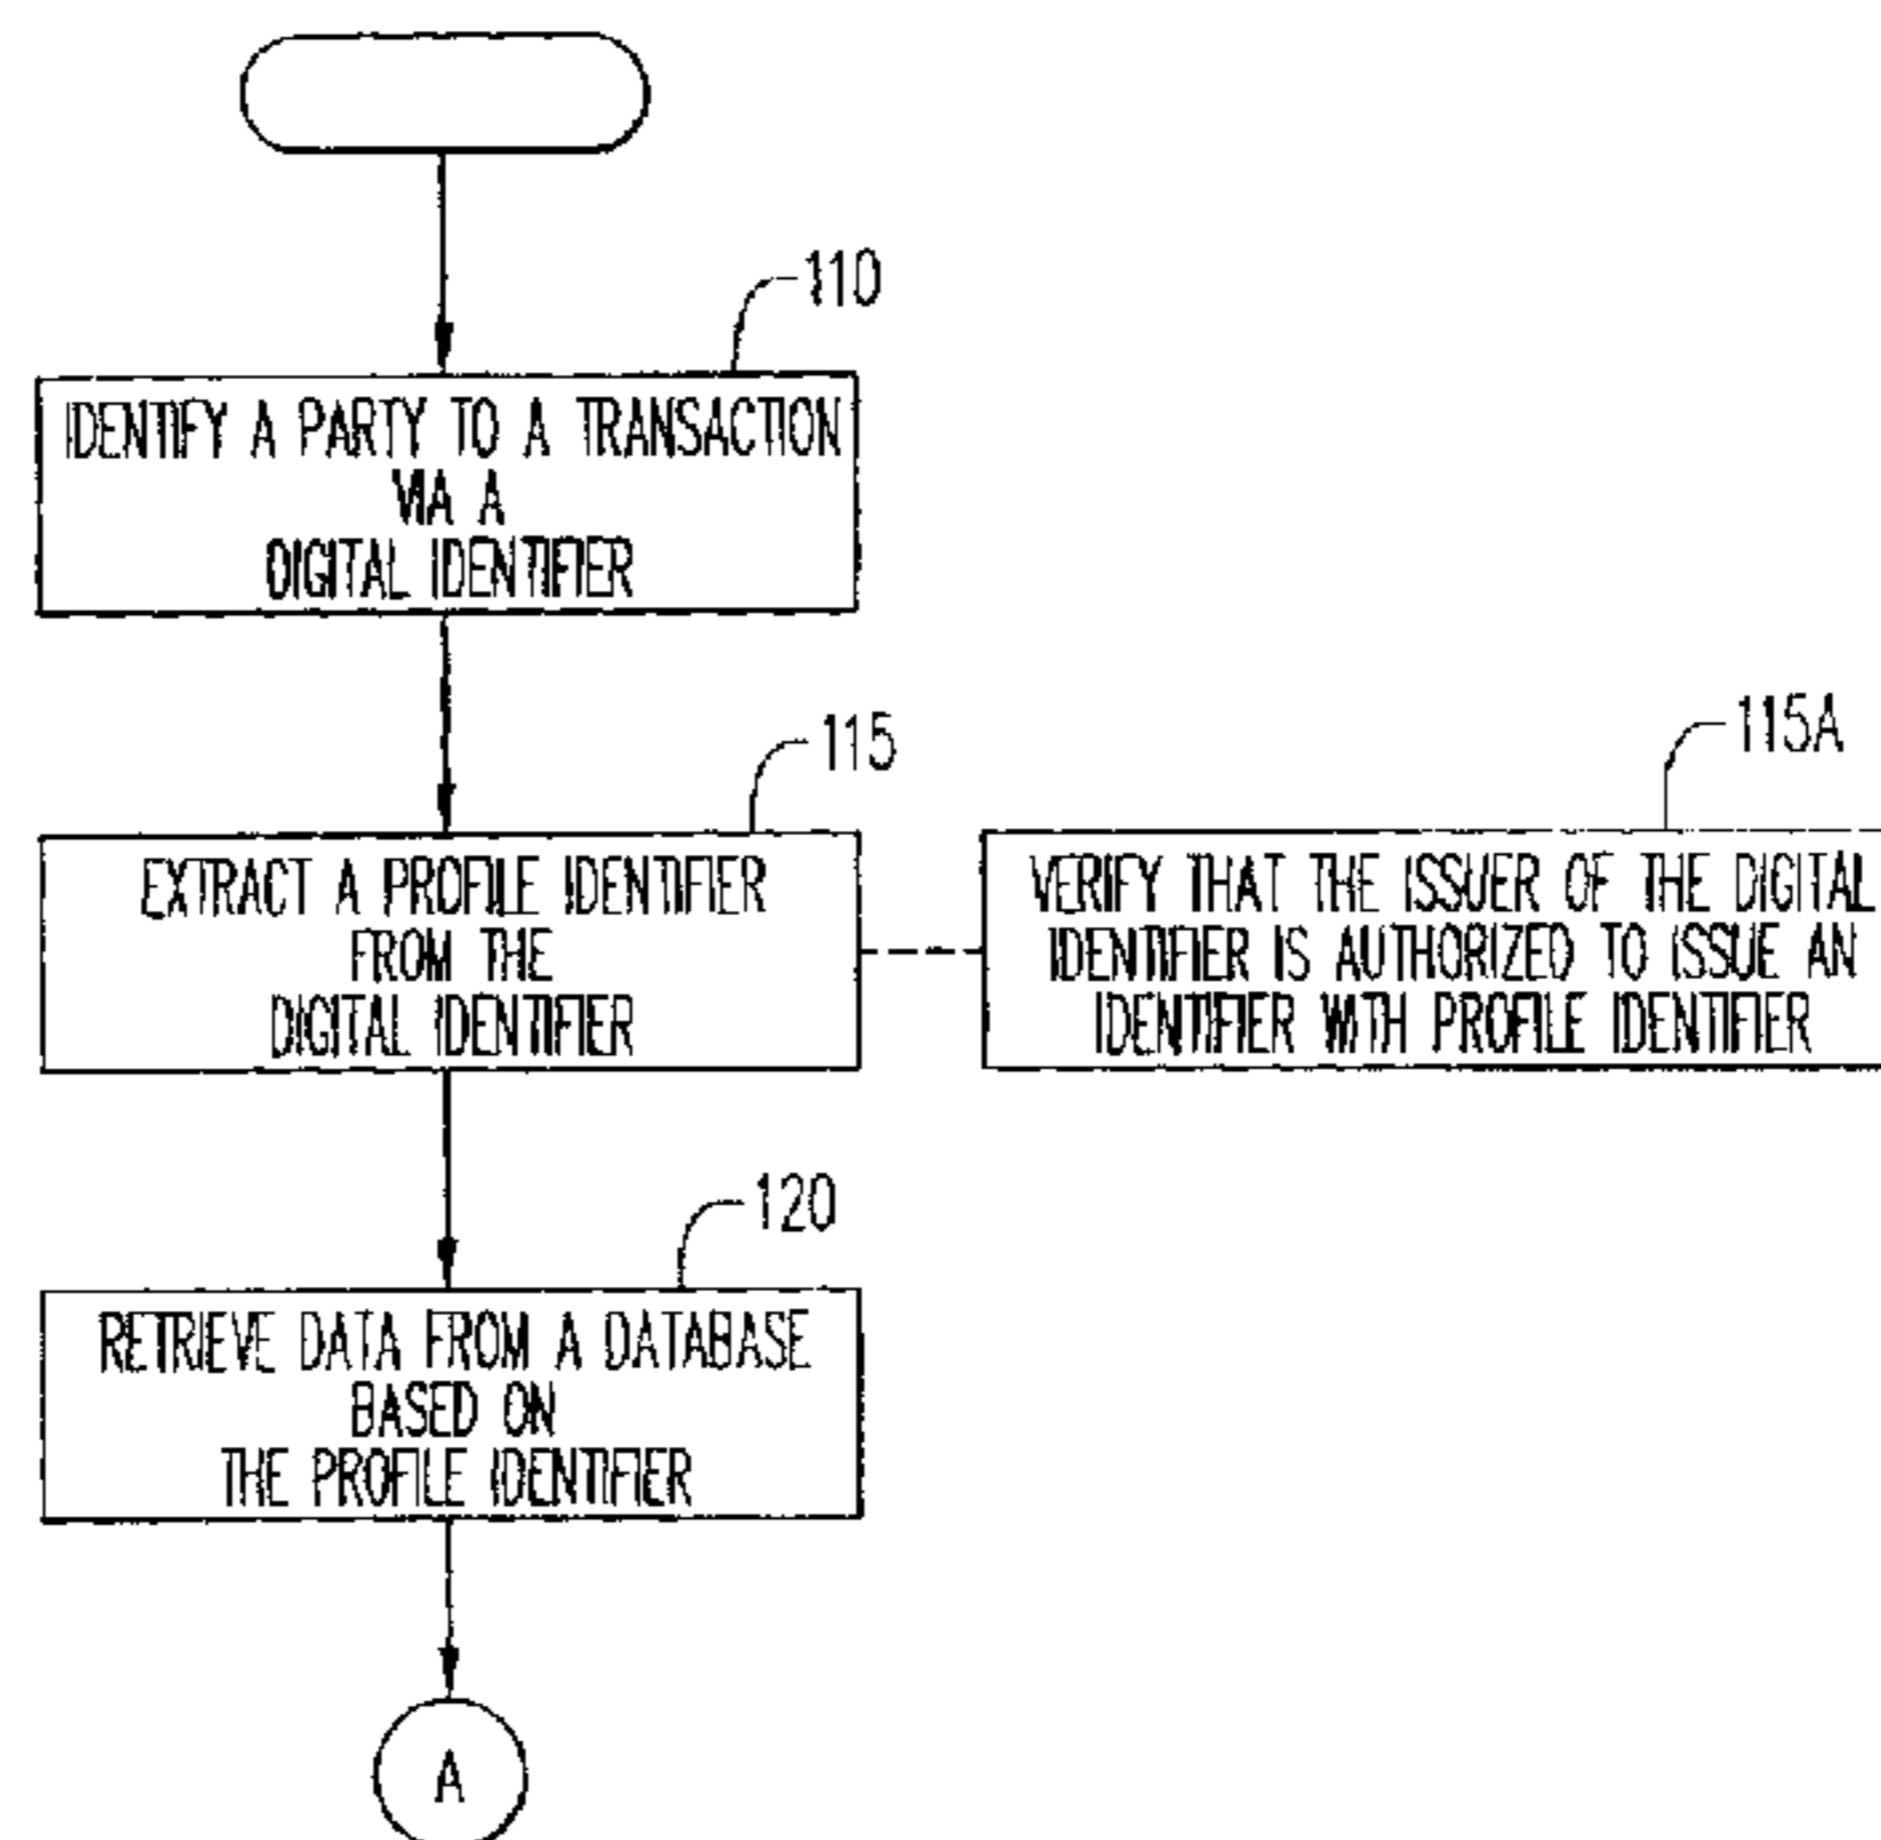 110
IDENTIFY A PARTY TO A TRANSACTION
VIA A
DIGITAL IDENTIFIER
115
EXTRACT A PROFILE IDENTIFIER
FROM THE
DIGITAL IDENTIFIER
115A
VERIFY THAT THE ISSUER OF THE DIGITAL
IDENTIFIER IS AUTHORIZED TO ISSUE AN
IDENTIFIER WITH PROFILE IDENTIFIER
120
RETRIEVE DATA FROM A DATABASE
BASED ON
THE PROFILE IDENTIFIER
A